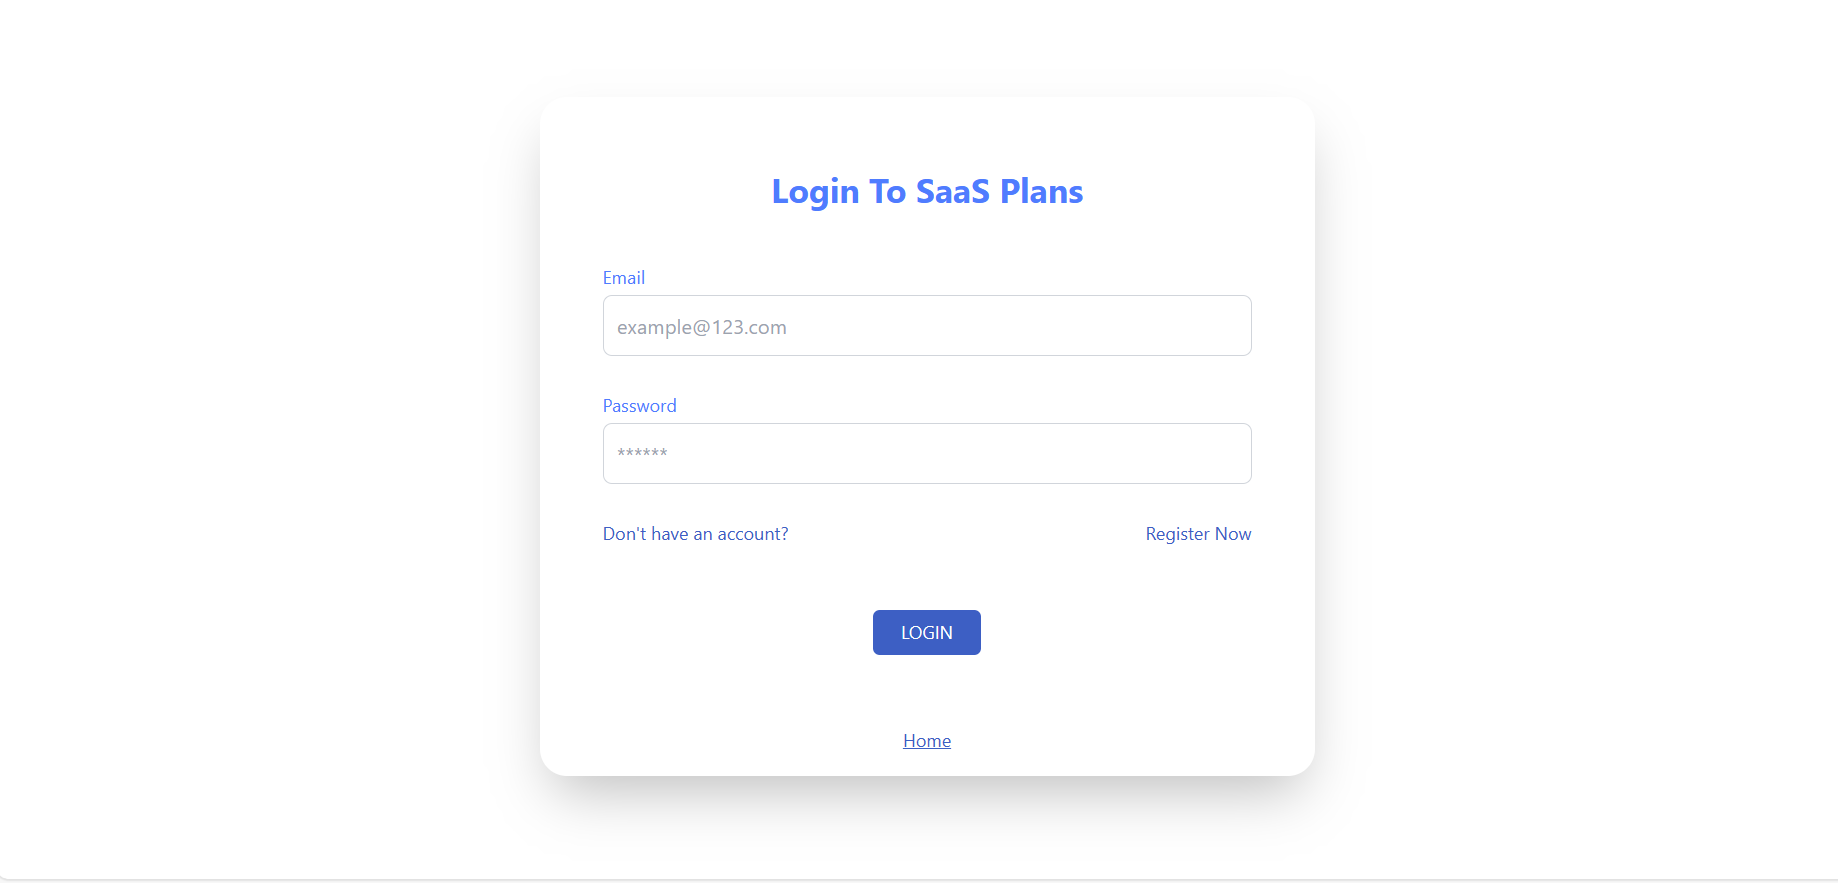 Login To SaaS Plans
Email
example@123.com
Password
******
Don't have an account? Register Now
LOGIN
Home